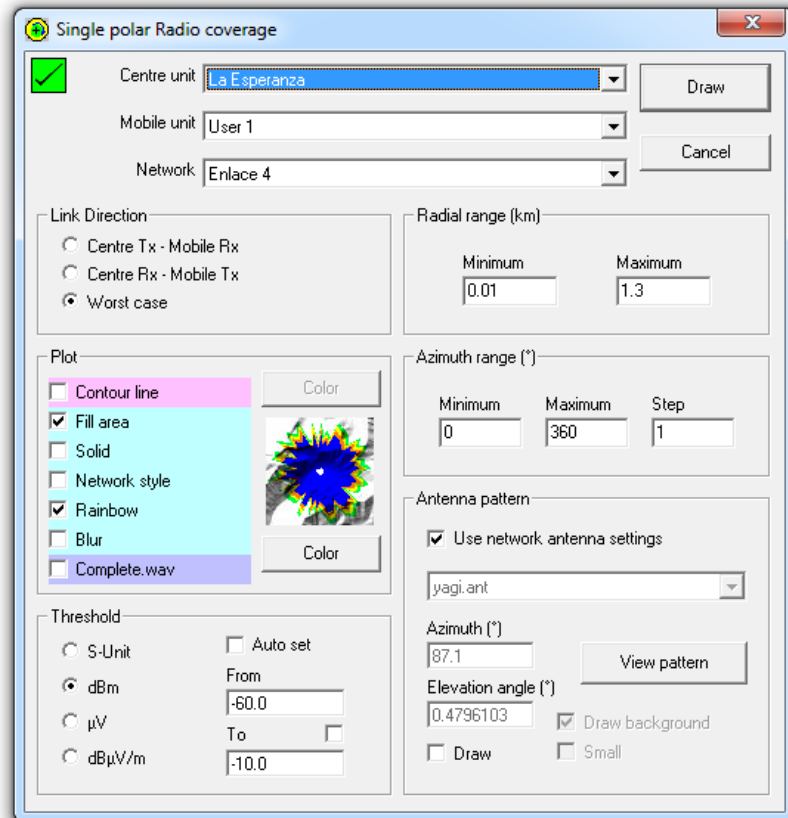 Single polar Radio coverage
Centre unit La Esperanza Draw
Mobile unit User 1
Network Enlace 4 Cancel
Link Direction
Centre Tx - Mobile Rx
Centre Rx - Mobile Tx
Worst case
Radial range (km)
Minimum Maximum
0.01 1.3
Plot
Contour line
Fill area
Solid
Network style
Rainbow
Blur
Complete.wav
Color
Color
Azimuth range (°)
Minimum Maximum Step
0 360 1
Threshold
S-Unit
dBm
µV
dBµV/m
Auto set
From
-60.0
To
-10.0
Antenna pattern
Use network antenna settings
yagi.ant
Azimuth (°)
87.1
View pattern
Elevation angle (°)
0.4796103
Draw background
Draw
Small